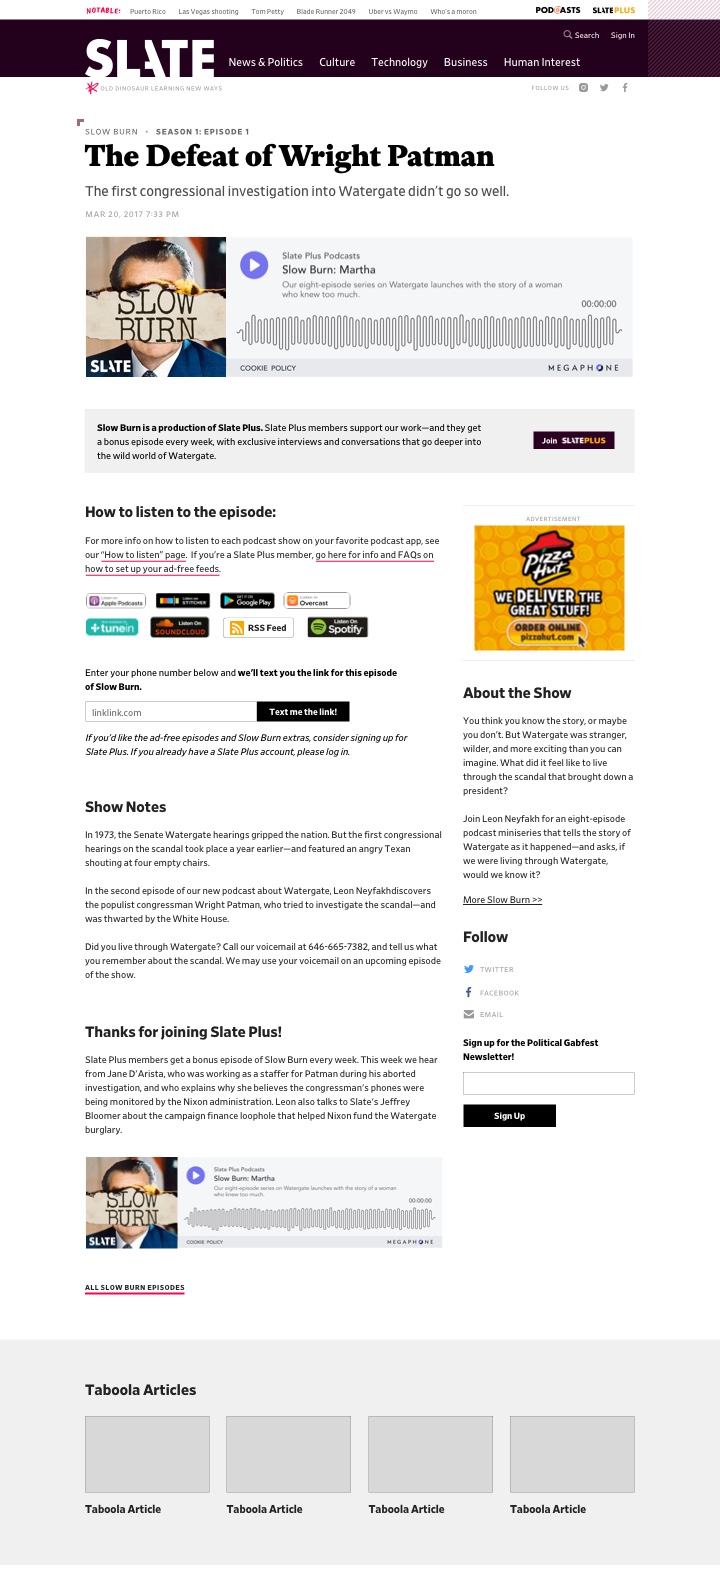 NOTABLE:
Puerto Rico
Las Vegas shooting
Tom Petty
Blade Runner 2049
Uber vs Waymo
Who's a moron
PODCASTS
SLATEPLUS
Search
Sign In
SLATE
News & Politics
Culture
Technology
Business
Human Interest
OLD DINOSAUR LEARNING NEW WAYS
FOLLOW US
SLOW BURN • SEASON 1: EPISODE 1
The Defeat of Wright Patman
The first congressional investigation into Watergate didn't go so well.
MAR 20, 2017 7:33 PM
SLOW
BURN
SLATE
Slate Plus Podcasts
Slow Burn: Martha
Our eight-episode series on Watergate launches with the story of a woman
who knew too much.
00:00:00
COOKIE POLICY
MEGAPHONE
Slow Burn is a production of Slate Plus. Slate Plus members support our work—and they get
a bonus episode every week, with exclusive interviews and conversations that go deeper into
the wild world of Watergate.
Join SLATEPLUS
How to listen to the episode:
For more info on how to listen to each podcast show on your favorite podcast app, see
our "How to listen" page. If you're a Slate Plus member, go here for info and FAQs on
how to set up your ad-free feeds.
Listen on
Apple Podcasts
Listen on
STITCHER
GET IT ON
Google Play
Listen on
Overcast
tunein
Listen On
SOUNDCLOUD
RSS Feed
Listen On
Spotify
Enter your phone number below and we'll text you the link for this episode
of Slow Burn.
linklink.com
Text me the link!
If you'd like the ad-free episodes and Slow Burn extras, consider signing up for
Slate Plus. If you already have a Slate Plus account, please log in.
Show Notes
In 1973, the Senate Watergate hearings gripped the nation. But the first congressional
hearings on the scandal took place a year earlier—and featured an angry Texan
shouting at four empty chairs.
In the second episode of our new podcast about Watergate, Leon Neyfakhdiscovers
the populist congressman Wright Patman, who tried to investigate the scandal—and
was thwarted by the White House.
Did you live through Watergate? Call our voicemail at 646-665-7382, and tell us what
you remember about the scandal. We may use your voicemail on an upcoming episode
of the show.
Thanks for joining Slate Plus!
Slate Plus members get a bonus episode of Slow Burn every week. This week we hear
from Jane D'Arista, who was working as a staffer for Patman during his aborted
investigation, and who explains why she believes the congressman's phones were
being monitored by the Nixon administration. Leon also talks to Slate's Jeffrey
Bloomer about the campaign finance loophole that helped Nixon fund the Watergate
burglary.
SLOW
BURN
SLATE
Slate Plus Podcasts
Slow Burn: Martha
Our eight-episode series on Watergate launches with the story of a woman
who knew too much.
00:00:00
COOKIE POLICY
MEGAPHONE
ALL SLOW BURN EPISODES
ADVERTISEMENT
Pizza
Hut
WE DELIVER THE
GREAT STUFF!
ORDER ONLINE
pizzahut.com
About the Show
You think you know the story, or maybe
you don't. But Watergate was stranger,
wilder, and more exciting than you can
imagine. What did it feel like to live
through the scandal that brought down a
president?
Join Leon Neyfakh for an eight-episode
podcast miniseries that tells the story of
Watergate as it happened—and asks, if
we were living through Watergate,
would we know it?
More Slow Burn >>
Follow
TWITTER
FACEBOOK
EMAIL
Sign up for the Political Gabfest
Newsletter!
Sign Up
Taboola Articles
Taboola Article
Taboola Article
Taboola Article
Taboola Article